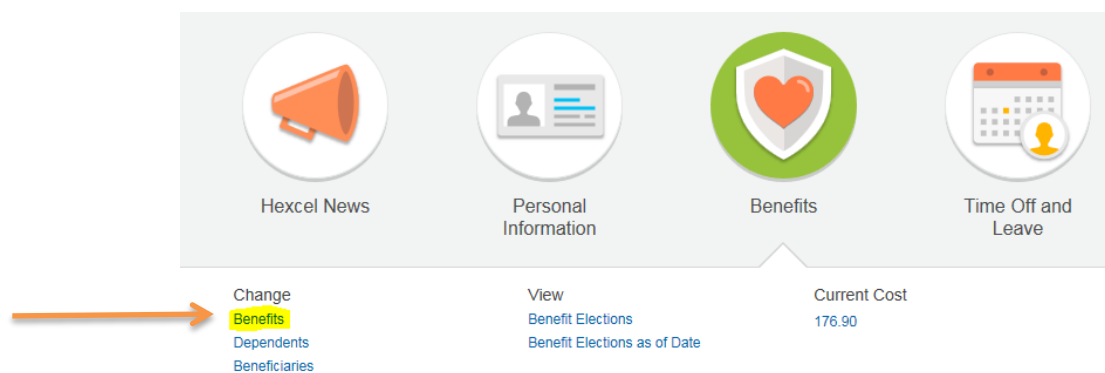 Hexcel News
Personal
Information
Benefits
Time Off and
Leave
Change
Benefits
Dependents
Beneficiaries
View
Benefit Elections
Benefit Elections as of Date
Current Cost
176.90